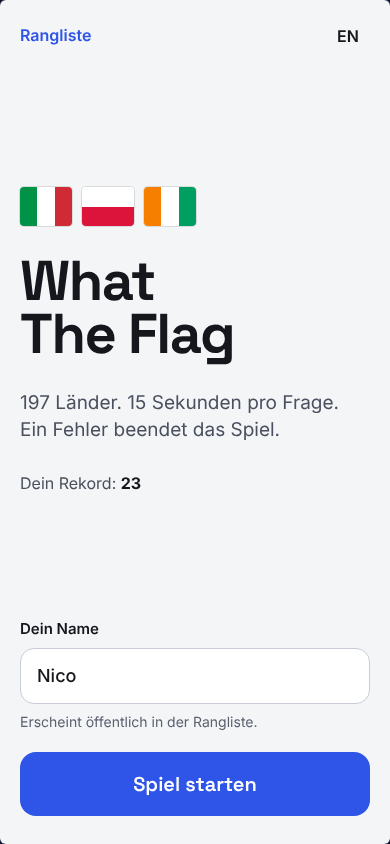 Rangliste
EN
What
The Flag
197 Länder. 15 Sekunden pro Frage.
Ein Fehler beendet das Spiel.
Dein Rekord: 23
Dein Name
Nico
Erscheint öffentlich in der Rangliste.
Spiel starten